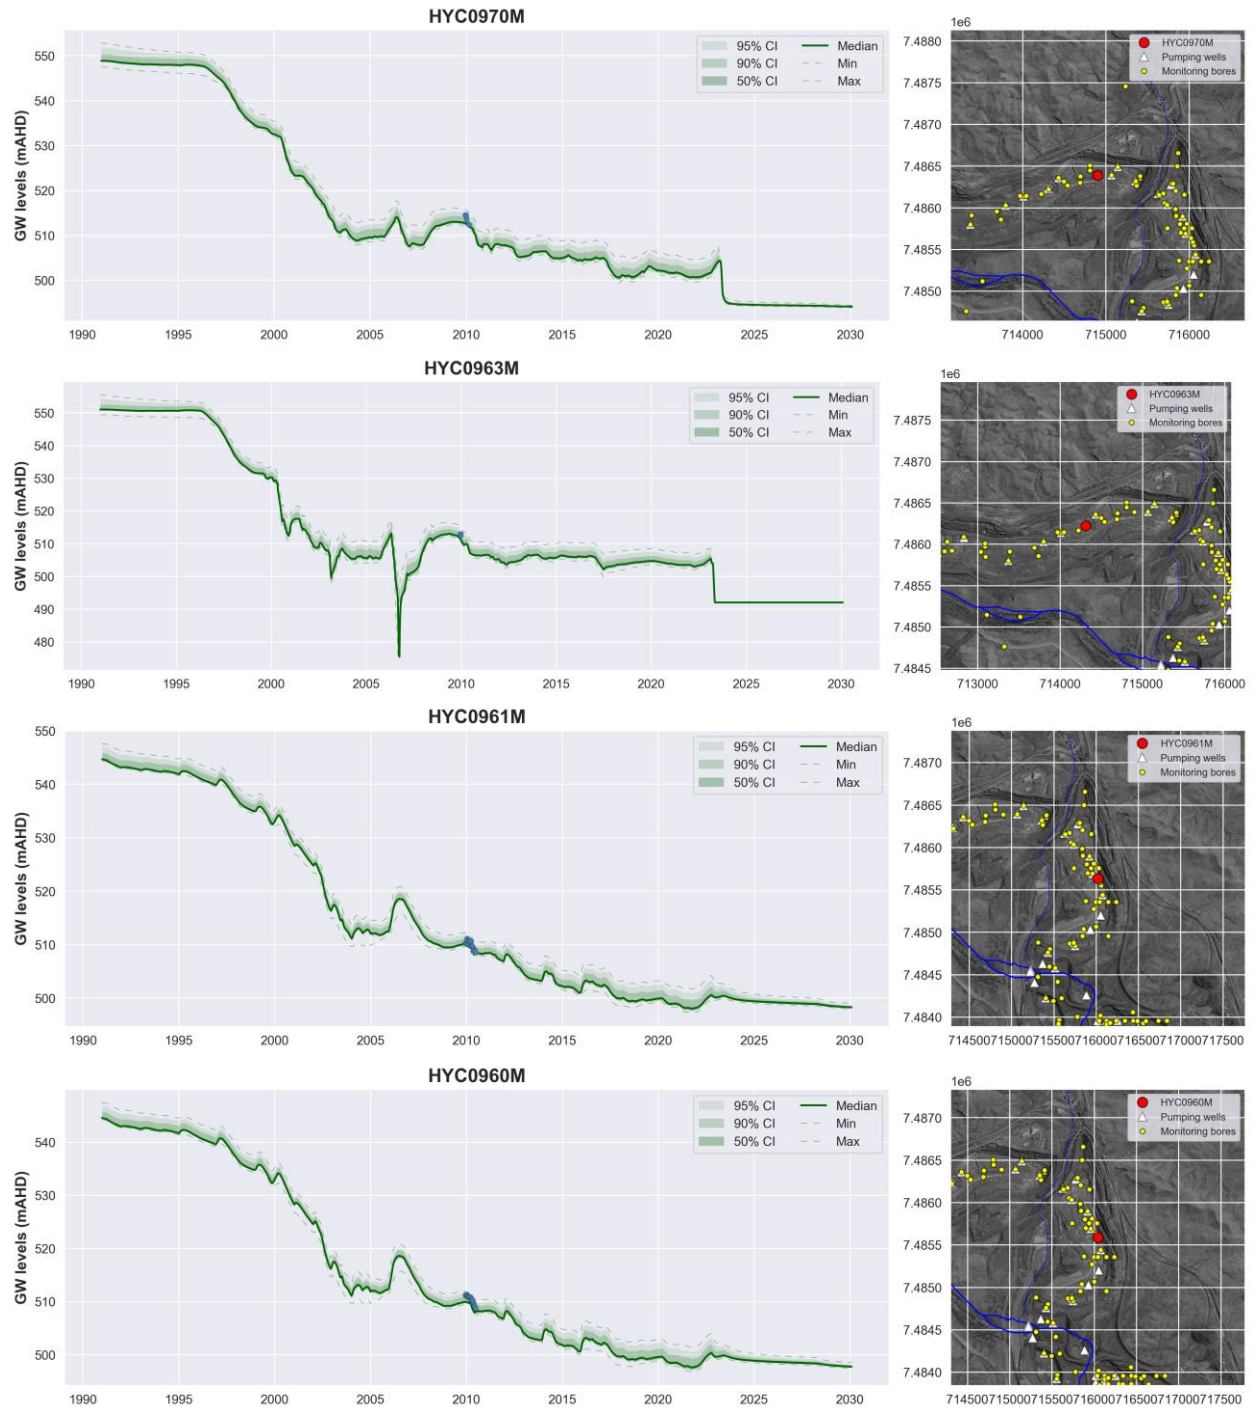 HYC0970M
GW levels (mAHD)
550
540
530
520
510
500
1990 1995 2000 2005 2010 2015 2020 2025 2030
95% CI Median
90% CI Min
50% CI Max
1e6
7.4880
7.4875
7.4870
7.4865
7.4860
7.4855
7.4850
714000 715000 716000
HYC0970M
Pumping wells
Monitoring bores
HYC0963M
GW levels (mAHD)
550
540
530
520
510
500
490
480
1990 1995 2000 2005 2010 2015 2020 2025 2030
95% CI Median
90% CI Min
50% CI Max
1e6
7.4875
7.4870
7.4865
7.4860
7.4855
7.4850
7.4845
713000 714000 715000 716000
HYC0963M
Pumping wells
Monitoring bores
HYC0961M
GW levels (mAHD)
550
540
530
520
510
500
1990 1995 2000 2005 2010 2015 2020 2025 2030
95% CI Median
90% CI Min
50% CI Max
1e6
7.4870
7.4865
7.4860
7.4855
7.4850
7.4845
7.4840
714500715000715500716000716500717000717500
HYC0961M
Pumping wells
Monitoring bores
HYC0960M
GW levels (mAHD)
540
530
520
510
500
1990 1995 2000 2005 2010 2015 2020 2025 2030
95% CI Median
90% CI Min
50% CI Max
1e6
7.4870
7.4865
7.4860
7.4855
7.4850
7.4845
7.4840
714500715000715500716000716500717000717500
HYC0960M
Pumping wells
Monitoring bores